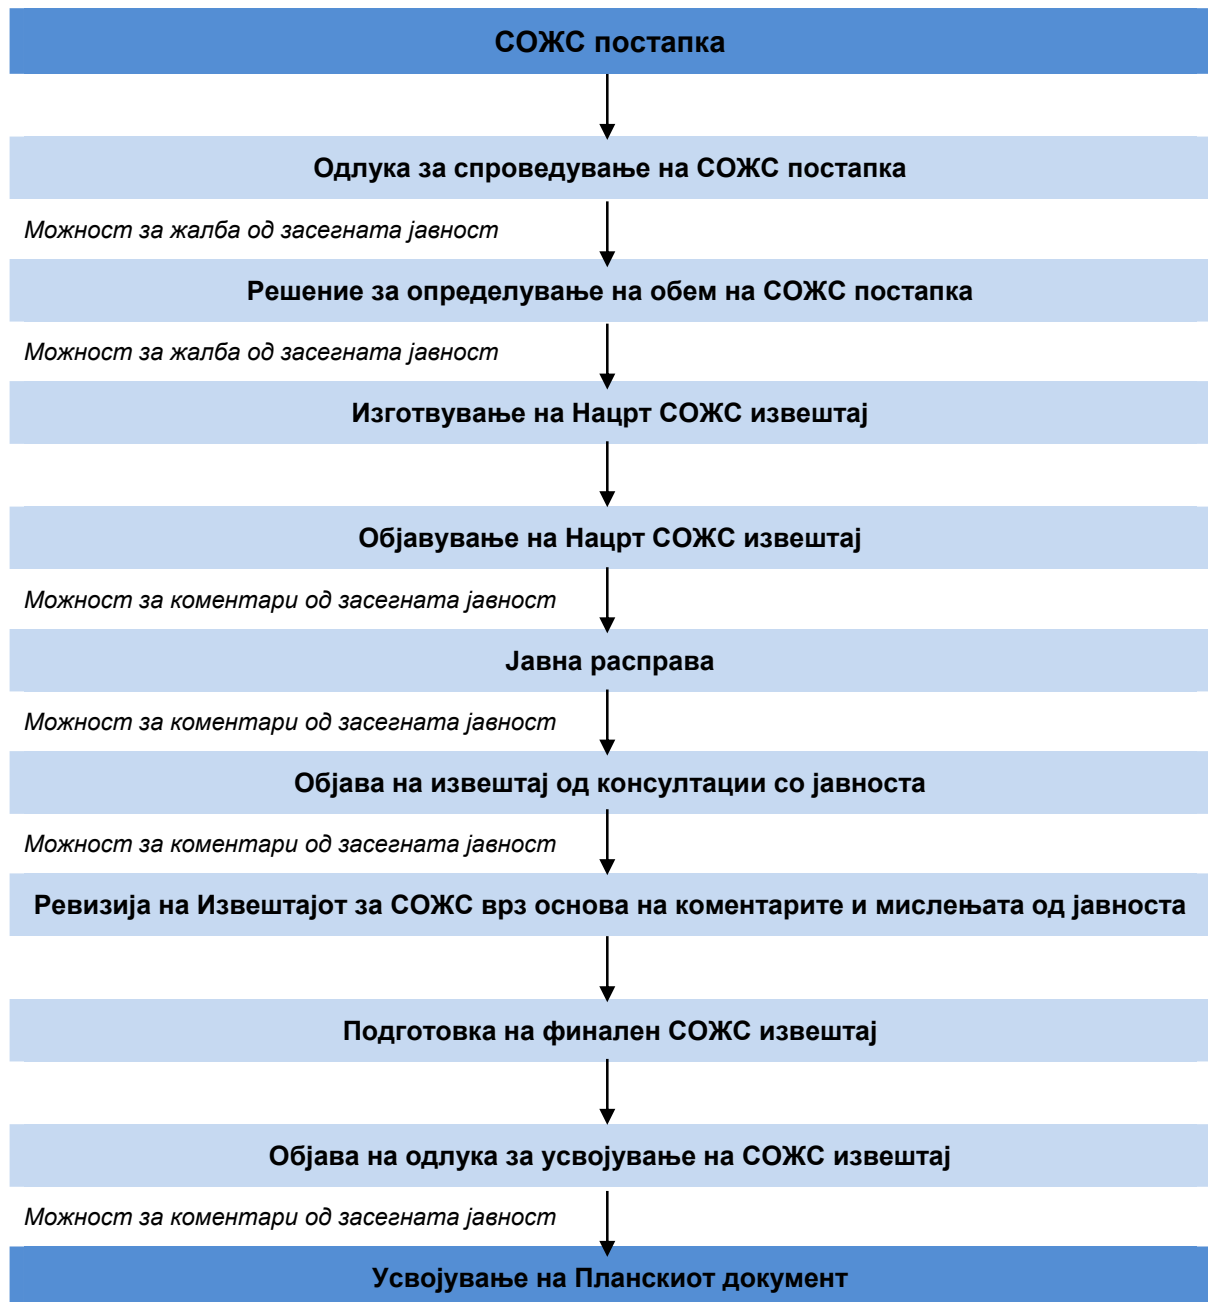 СОЖС постапка
Одлука за спроведување на СОЖС постапка
Можност за жалба од засегната јавност
Решение за определување на обем на СОЖС постапка
Можност за жалба од засегната јавност
Изготвување на Нацрт СОЖС извештај
Објавување на Нацрт СОЖС извештај
Можност за коментари од засегната јавност
Јавна расправа
Можност за коментари од засегната јавност
Објава на извештај од консултации со јавноста
Можност за коментари од засегната јавност
Ревизија на Извештајот за СОЖС врз основа на коментарите и мислењата од јавноста
Подготовка на финален СОЖС извештај
Објава на одлука за усвојување на СОЖС извештај
Можност за коментари од засегната јавност
Усвојување на Планскиот документ